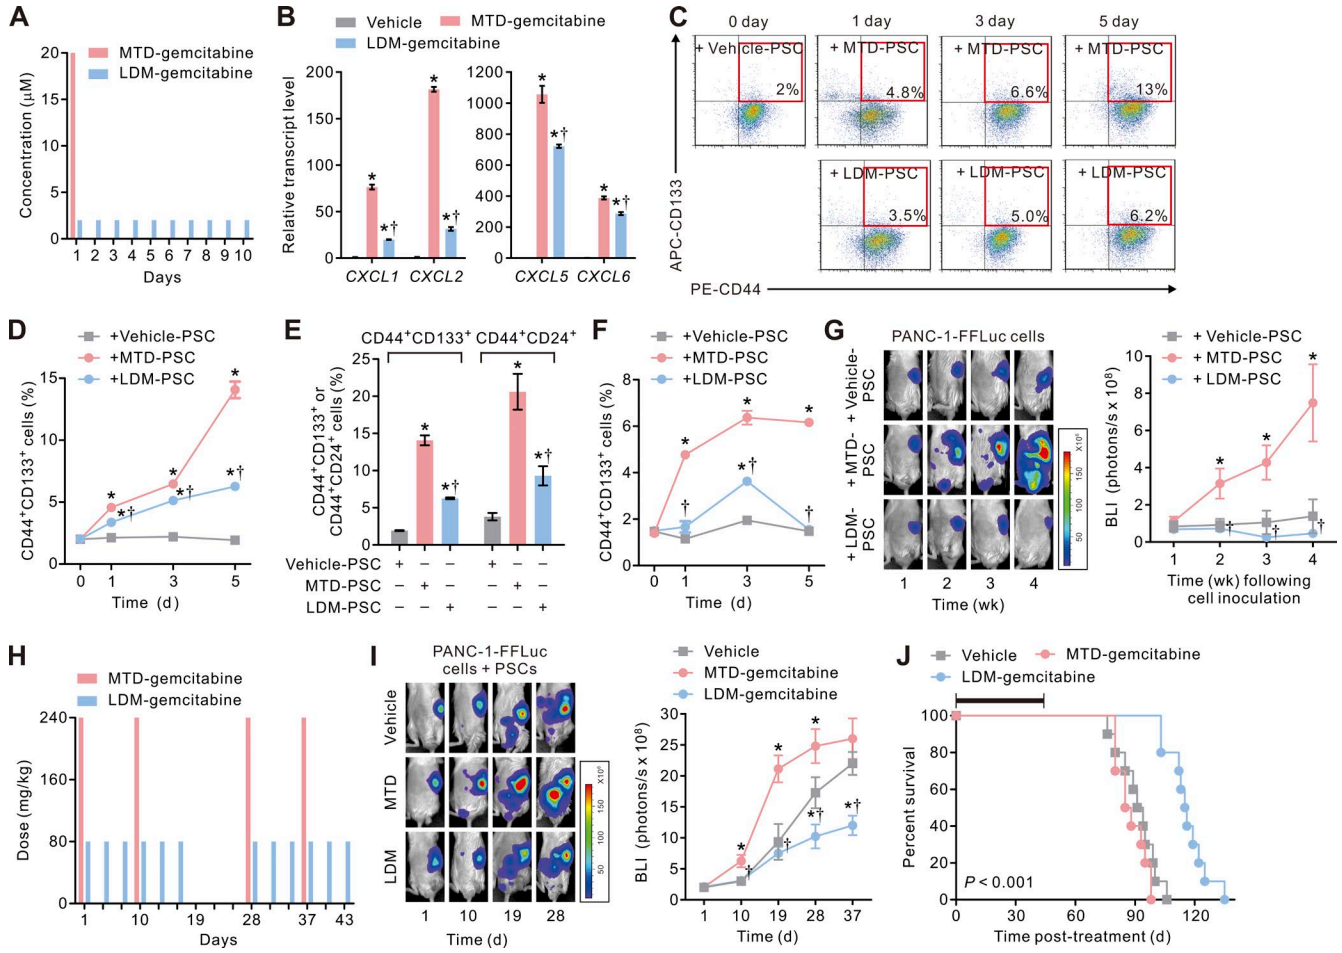 A
MTD-gemcitabine
LDM-gemcitabine
Concentration (μM)
20
15
10
5
0
1 2 3 4 5 6 7 8 9 10
Days
B
Vehicle
MTD-gemcitabine
LDM-gemcitabine
Relative transcript level
200
150
100
50
0
1200
1000
800
600
400
200
0
*
*†
*
*†
*
*†
*
*†
CXCL1 CXCL2
CXCL5 CXCL6
C
0 day 1 day 3 day 5 day
+ Vehicle-PSC + MTD-PSC + MTD-PSC + MTD-PSC
2% 4.8% 6.6% 13%
+ LDM-PSC + LDM-PSC + LDM-PSC
3.5% 5.0% 6.2%
APC-CD133
PE-CD44
D
+Vehicle-PSC
+MTD-PSC
+LDM-PSC
CD44+CD133+ cells (%)
15
10
5
0
*
*†
*
*†
*
*†
0 1 3 5
Time (d)
E
CD44+CD133+ CD44+CD24+
CD44+CD133+ or
CD44+CD24+ cells (%)
25
20
15
10
5
0
*
*†
*
*†
Vehicle-PSC + – – + – –
MTD-PSC – + – – + –
LDM-PSC – – + – – +
F
+Vehicle-PSC
+MTD-PSC
+LDM-PSC
CD44+CD133+ cells (%)
8
6
4
2
0
*
†
*
*†
*
†
0 1 3 5
Time (d)
G
PANC-1-FFLuc cells
+ Vehicle-
PSC
+ MTD-
PSC
+ LDM-
PSC
X10⁶
150
100
50
1 2 3 4
Time (wk)
+ Vehicle-PSC
+ MTD-PSC
+ LDM-PSC
BLI (photons/s x 10⁸)
10
8
6
4
2
0
*
*
*
†
†
†
1 2 3 4
Time (wk) following
cell inoculation
H
MTD-gemcitabine
LDM-gemcitabine
Dose (mg/kg)
240
160
80
0
1 10 19 28 37 43
Days
I
PANC-1-FFLuc
cells + PSCs
Vehicle
MTD
LDM
X10⁶
150
100
50
1 10 19 28
Time (d)
Vehicle
MTD-gemcitabine
LDM-gemcitabine
BLI (photons/s x 10⁸)
30
25
20
15
10
5
0
*
†
*
†
*
*†
*†
1 10 19 28 37
Time (d)
J
Vehicle
MTD-gemcitabine
LDM-gemcitabine
Percent survival
100
80
60
40
20
0
P < 0.001
0 30 60 90 120
Time post-treatment (d)